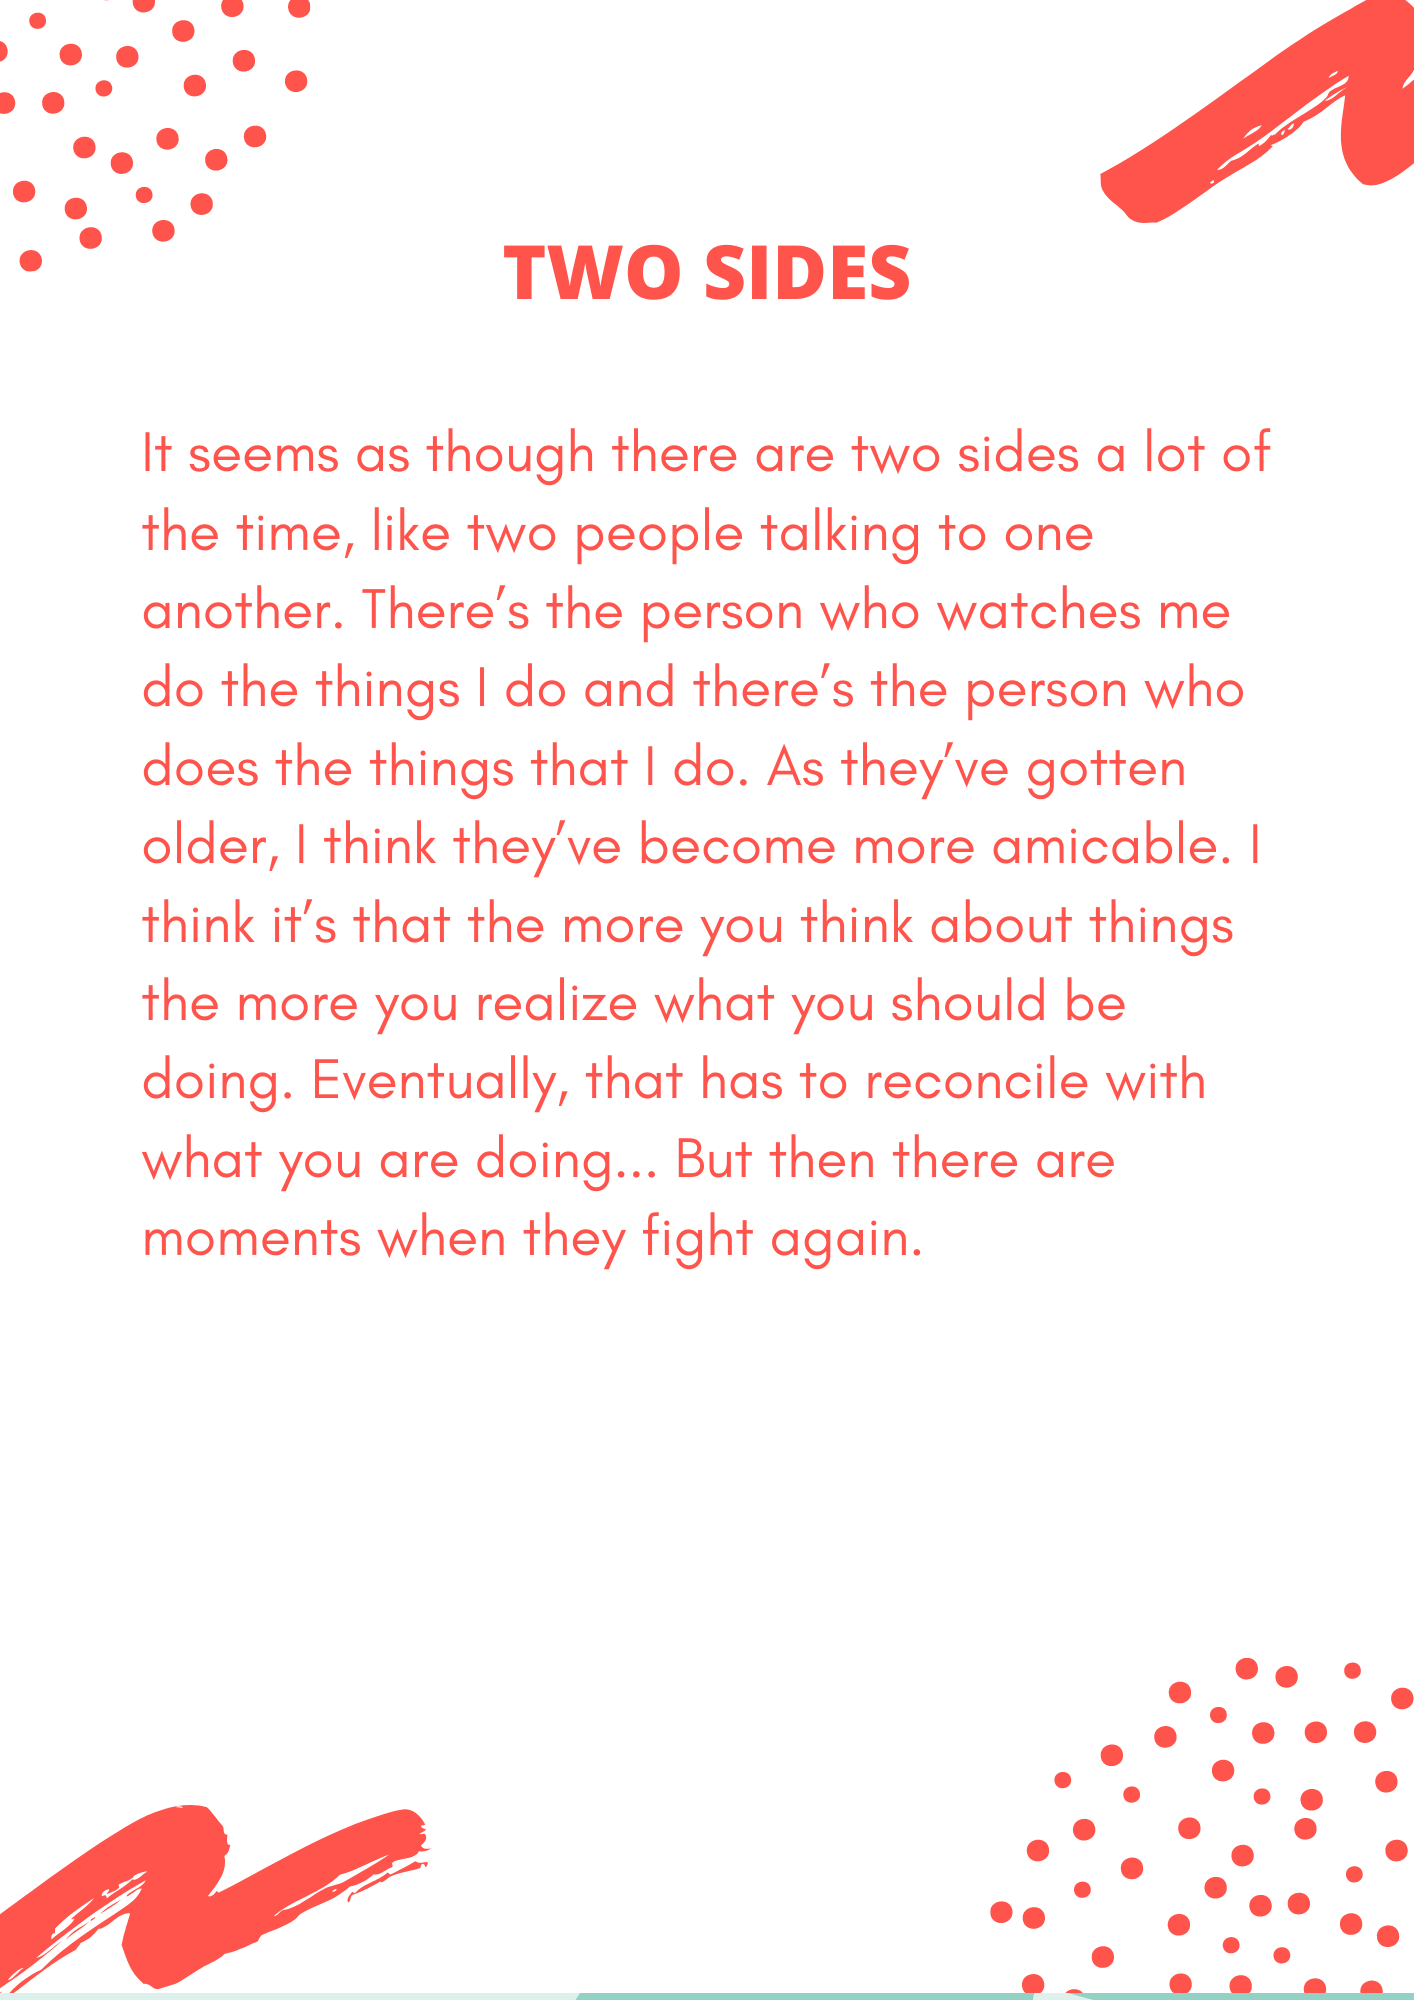 TWO SIDES
It seems as though there are two sides a lot of
the time, like two people talking to one
another. There’s the person who watches me
do the things I do and there’s the person who
does the things that I do. As they’ve gotten
older, I think they’ve become more amicable. I
think it’s that the more you think about things
the more you realize what you should be
doing. Eventually, that has to reconcile with
what you are doing... But then there are
moments when they fight again.